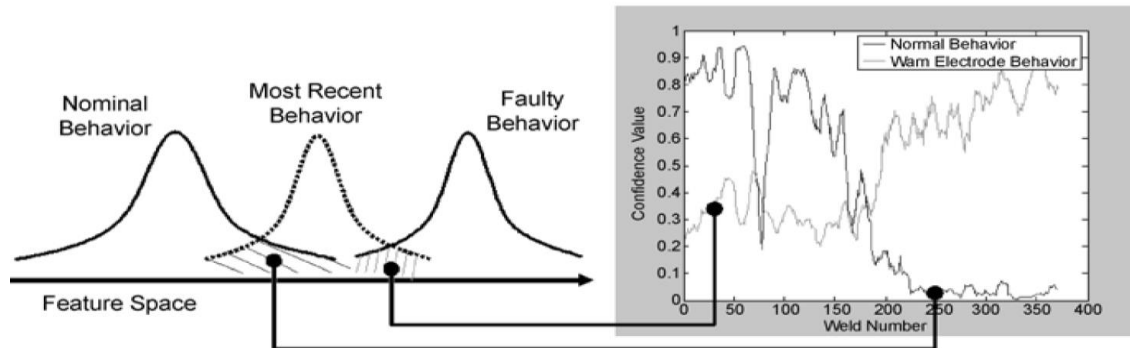 Nominal
Behavior
Most Recent
Behavior
Faulty
Behavior
Feature Space
Confidence Value
1
0.9
0.8
0.7
0.6
0.5
0.4
0.3
0.2
0.1
0
Normal Behavior
Warn Electrode Behavior
0 50 100 150 200 250 300 350 400
Weld Number